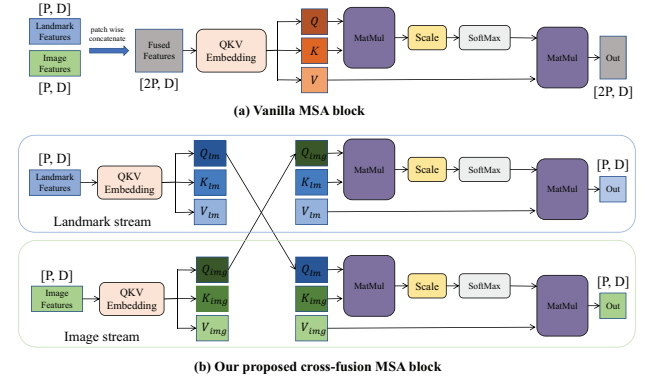 [P, D]
Landmark
Features
Image
Features
[P, D]
patch wise
concatenate
Fused
Features
[2P, D]
QKV
Embedding
Q
K
V
MatMul
Scale
SoftMax
MatMul
Out
[2P, D]
(a) Vanilla MSA block
[P, D]
Landmark
Features
QKV
Embedding
Landmark stream
Q_lm
K_lm
V_lm
Q_img
K_lm
V_lm
MatMul
Scale
SoftMax
MatMul
[P, D]
Out
[P, D]
Image
Features
QKV
Embedding
Image stream
Q_img
K_img
V_img
Q_lm
K_img
V_img
MatMul
Scale
SoftMax
MatMul
[P, D]
Out
(b) Our proposed cross-fusion MSA block